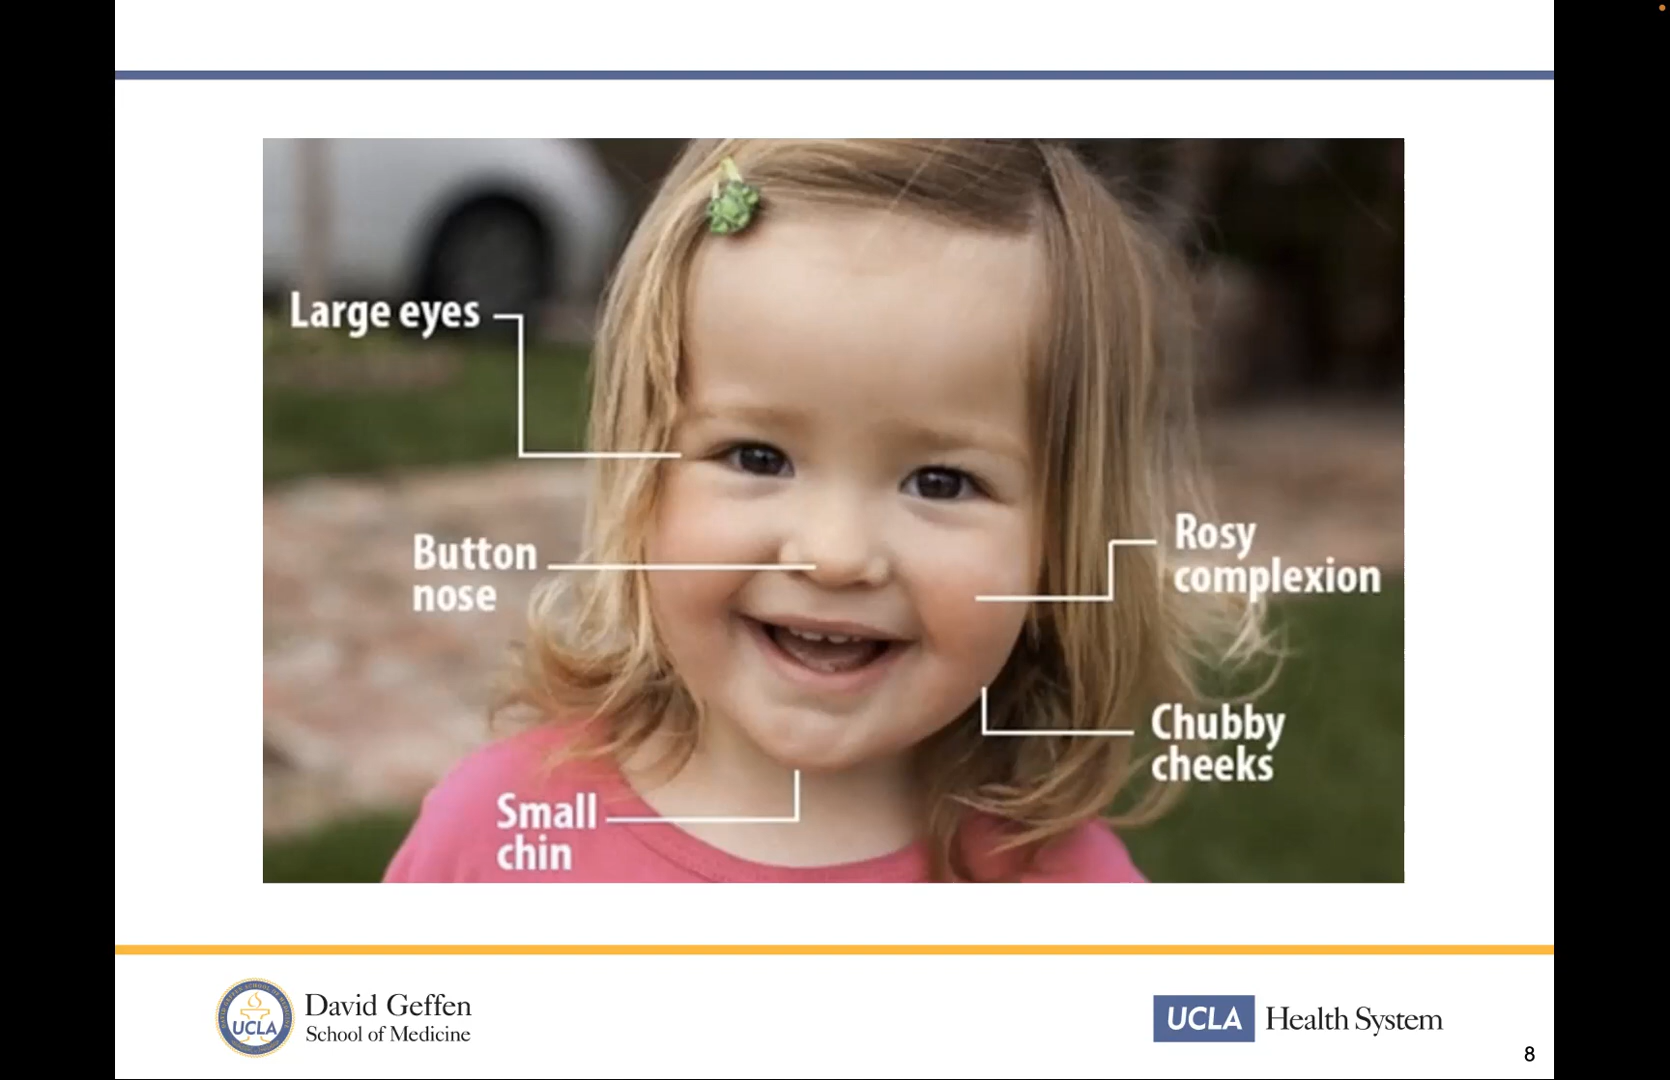 Large eyes
Button
nose
Rosy
complexion
Chubby
cheeks
Small
chin
UCLA
David Geffen
School of Medicine
UCLA Health System
8